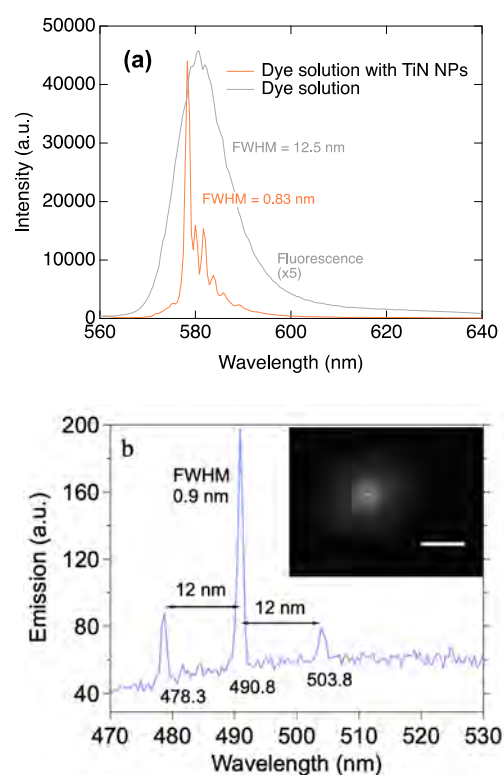 (a)
Dye solution with TiN NPs
Dye solution
FWHM = 12.5 nm
FWHM = 0.83 nm
Fluorescence
(x5)
50000
40000
30000
20000
10000
0
Intensity (a.u.)
560
580
600
620
640
Wavelength (nm)
b
FWHM
0.9 nm
12 nm
12 nm
478.3
490.8
503.8
200
160
120
80
40
Emission (a.u.)
470
480
490
500
510
520
530
Wavelength (nm)